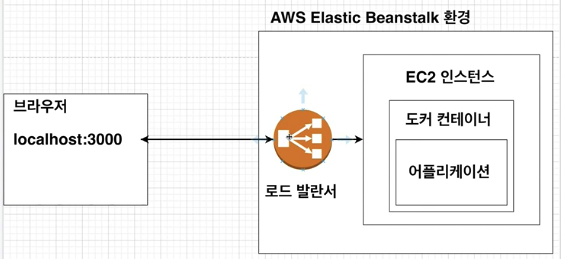 AWS Elastic Beanstalk 환경
EC2 인스턴스
브라우저
도커 컨테이너
localhost:3000
어플리케이션
로드 발란서